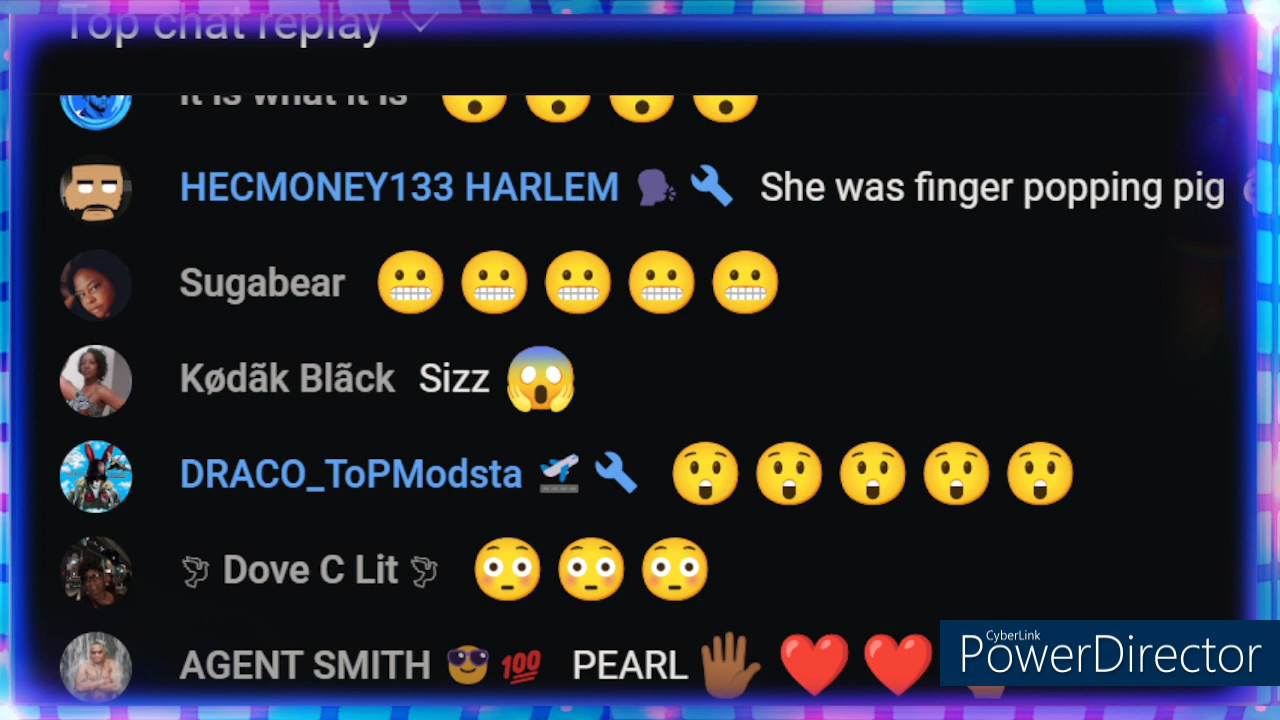 Top chat replay
it is what it is 😮😮😮😮
HECMONEY133 HARLEM 🗣️🔧 She was finger popping pig
Sugabear 😬😬😬😬😬
Kødãk Blãck Sizz 😱
DRACO_ToPModsta 🛫🔧 😲😲😲😲😲
🕊 Dove C Lit 🕊 😳😳😳
AGENT SMITH 😎💯 PEARL 🖐🏾❤️❤️
CyberLink
PowerDirector